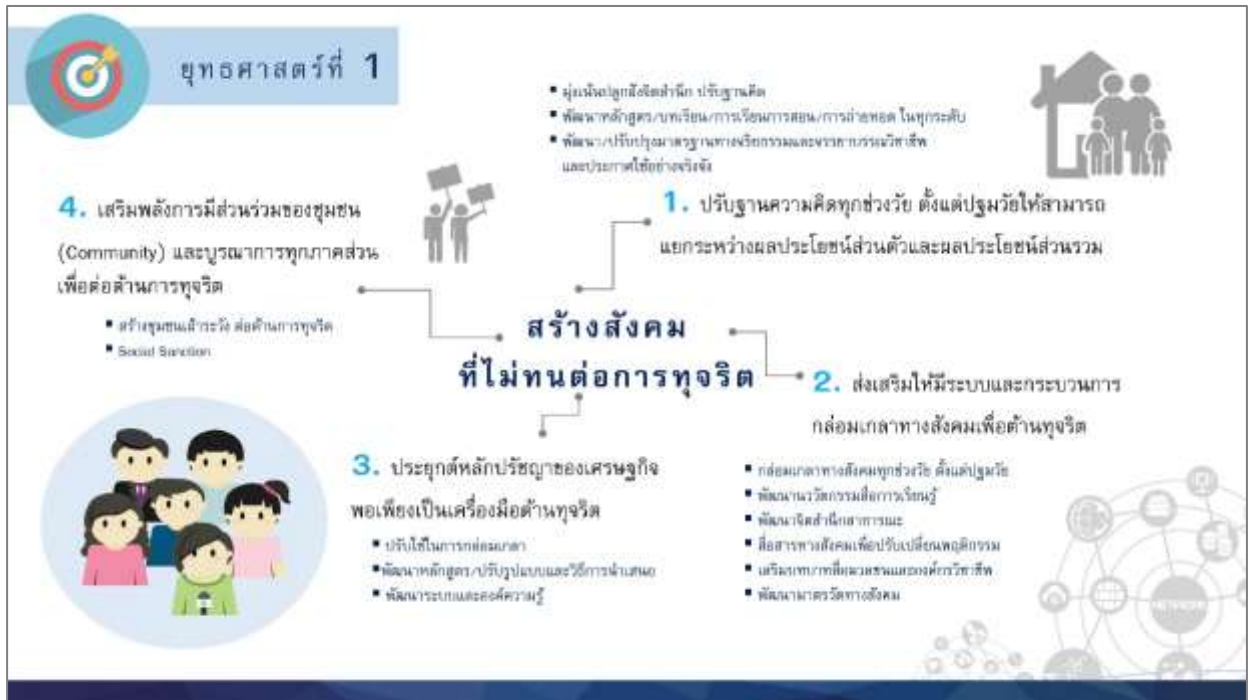 ยุทธศาสตร์ที่ 1
▪ มุ่งเน้นปลูกฝังจิตสำนึก ปรับฐานคิด
▪ พัฒนาหลักสูตร/บทเรียน/การเรียนการสอน/การถ่ายทอด ในทุกระดับ
▪ พัฒนา/ปรับปรุงมาตรฐานทางจริยธรรมและจรรยาบรรณวิชาชีพ
และประกาศใช้อย่างจริงจัง
1. ปรับฐานความคิดทุกช่วงวัย ตั้งแต่ปฐมวัยให้สามารถ
แยกระหว่างผลประโยชน์ส่วนตัวและผลประโยชน์ส่วนรวม
4. เสริมพลังการมีส่วนร่วมของชุมชน
(Community) และบูรณาการทุกภาคส่วน
เพื่อต่อต้านการทุจริต
▪ สร้างชุมชนเฝ้าระวัง ต่อต้านการทุจริต
▪ Social Sanction
สร้างสังคม
ที่ไม่ทนต่อการทุจริต
2. ส่งเสริมให้มีระบบและกระบวนการ
กล่อมเกลาทางสังคมเพื่อต้านทุจริต
▪ กล่อมเกลาทางสังคมทุกช่วงวัย ตั้งแต่ปฐมวัย
▪ พัฒนานวัตกรรมสื่อการเรียนรู้
▪ พัฒนาจิตสำนึกสาธารณะ
▪ สื่อสารทางสังคมเพื่อปรับเปลี่ยนพฤติกรรม
▪ เสริมบทบาทสื่อมวลชนและองค์กรวิชาชีพ
▪ พัฒนามาตรวัดทางสังคม
3. ประยุกต์หลักปรัชญาของเศรษฐกิจ
พอเพียงเป็นเครื่องมือต้านทุจริต
▪ ปรับใช้ในการกล่อมเกลา
▪ พัฒนาหลักสูตร/ปรับรูปแบบและวิธีการนำเสนอ
▪ พัฒนาระบบและองค์ความรู้